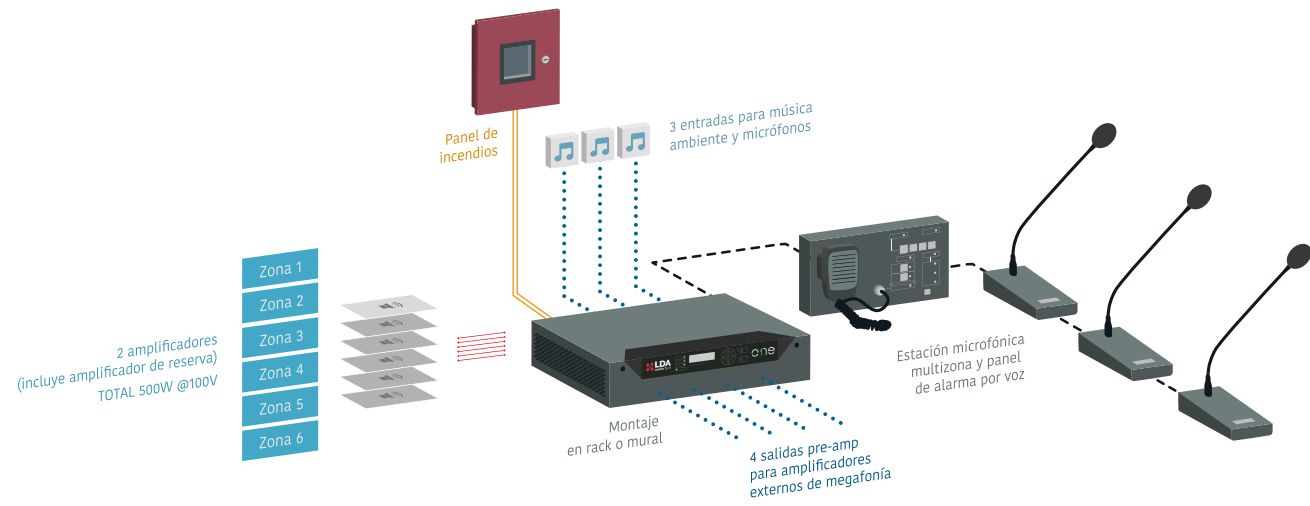 Panel de
incendios
3 entradas para música
ambiente y micrófonos
Zona 1
Zona 2
Zona 3
Zona 4
Zona 5
Zona 6
2 amplificadores
(incluye amplificador de reserva)
TOTAL 500W @100V
LDA
one
Montaje
en rack o mural
4 salidas pre-amp
para amplificadores
externos de megafonía
Estación microfónica
multizona y panel
de alarma por voz